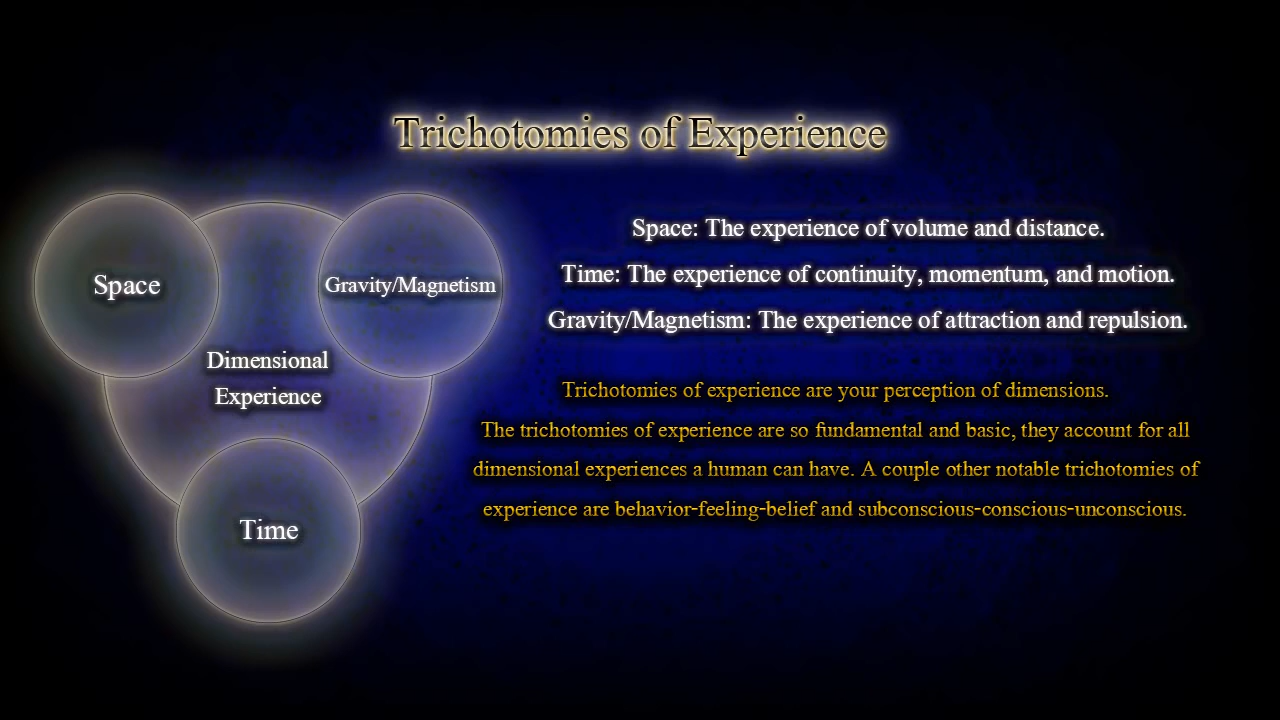 Trichotomies of Experience
Space
Gravity/Magnetism
Dimensional
Experience
Time
Space: The experience of volume and distance.
Time: The experience of continuity, momentum, and motion.
Gravity/Magnetism: The experience of attraction and repulsion.
Trichotomies of experience are your perception of dimensions.
The trichotomies of experience are so fundamental and basic, they account for all
dimensional experiences a human can have. A couple other notable trichotomies of
experience are behavior-feeling-belief and subconscious-conscious-unconscious.